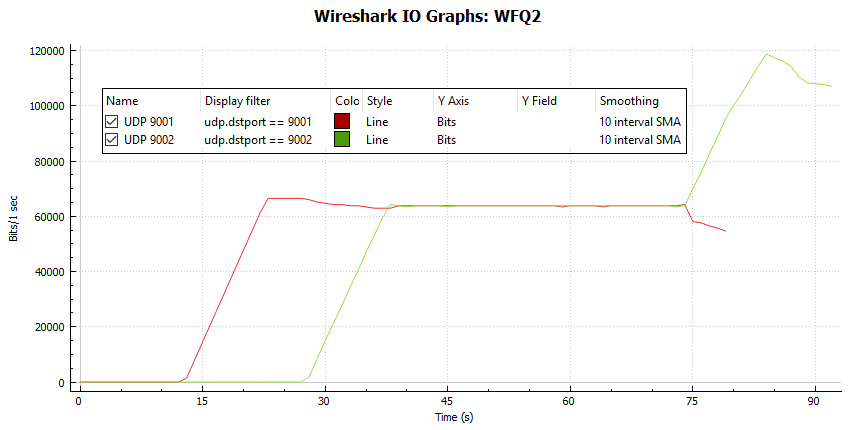 Wireshark IO Graphs: WFQ2
120000
100000
80000
60000
40000
20000
0
Bits/1 sec
Name Display filter Colo Style Y Axis Y Field Smoothing
UDP 9001 udp.dstport == 9001 Line Bits 10 interval SMA
UDP 9002 udp.dstport == 9002 Line Bits 10 interval SMA
0 15 30 45 60 75 90
Time (s)